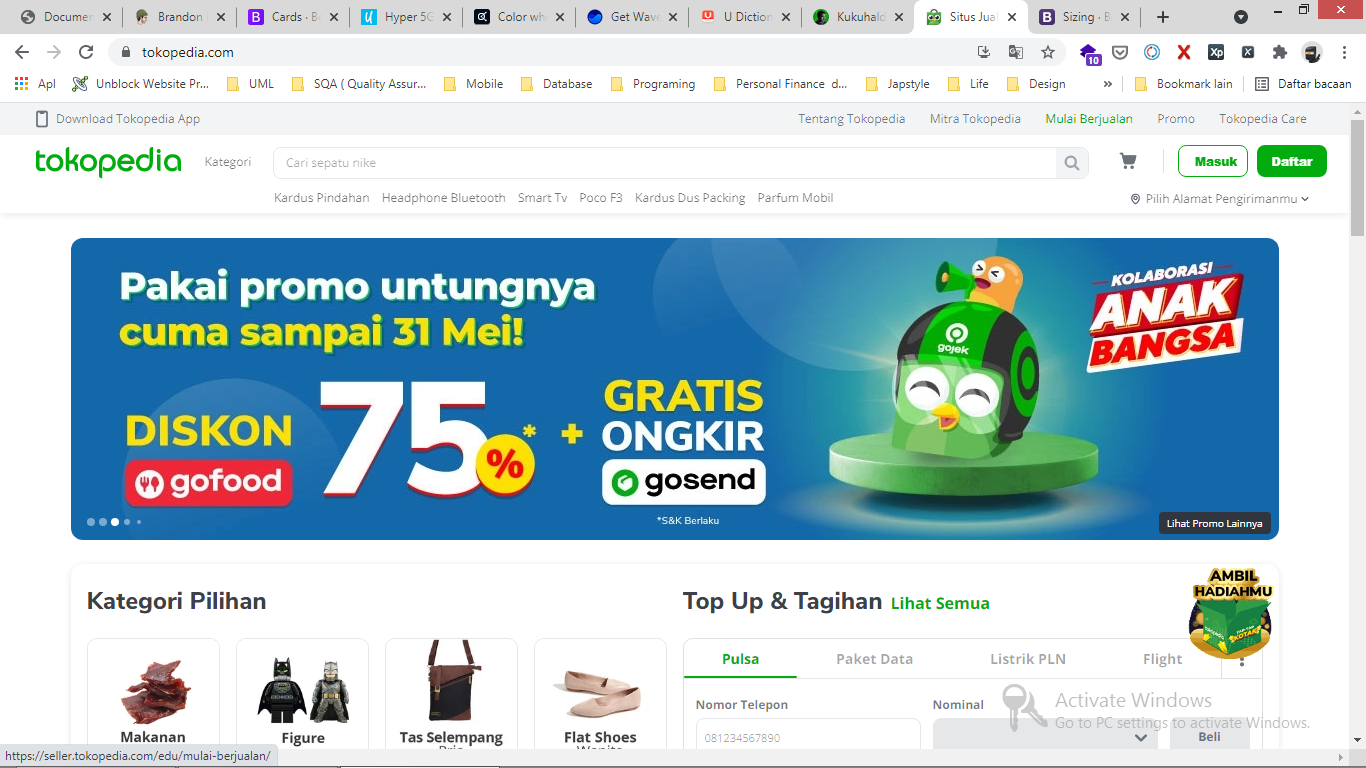 Documen
Brandon
Cards · B
Hyper 5G
Color wh
Get Wav
U Diction
Kukuhald
Situs Jual
Sizing · B
tokopedia.com
10
Apl
Unblock Website Pr...
UML
SQA ( Quality Assur...
Mobile
Database
Programing
Personal Finance d...
Japstyle
Life
Design
»
Bookmark lain
Daftar bacaan
Download Tokopedia App
Tentang Tokopedia
Mitra Tokopedia
Mulai Berjualan
Promo
Tokopedia Care
tokopedia
Kategori
Cari sepatu nike
Masuk
Daftar
Kardus Pindahan
Headphone Bluetooth
Smart Tv
Poco F3
Kardus Dus Packing
Parfum Mobil
Pilih Alamat Pengirimanmu
Pakai promo untungnya
cuma sampai 31 Mei!
DISKON
gofood
75%*
+
GRATIS
ONGKIR
gosend
*S&K Berlaku
gojek
KOLABORASI
ANAK
BANGSA
Lihat Promo Lainnya
Kategori Pilihan
Top Up & Tagihan
Lihat Semua
AMBIL
HADIAHMU
TAP-TAP
KOTAK
Pulsa
Paket Data
Listrik PLN
Flight
Nomor Telepon
Nominal
081234567890
Beli
Makanan
Figure
Tas Selempang
Pria
Flat Shoes
Wanita
Activate Windows
Go to PC settings to activate Windows.
https://seller.tokopedia.com/edu/mulai-berjualan/